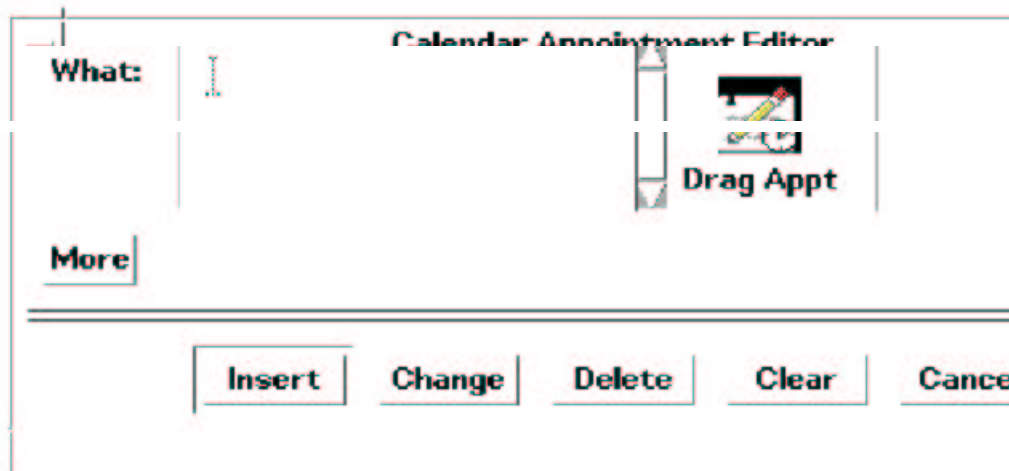 Calendar Appointment Editor
What:
Drag Appt
More
Insert Change Delete Clear Cance